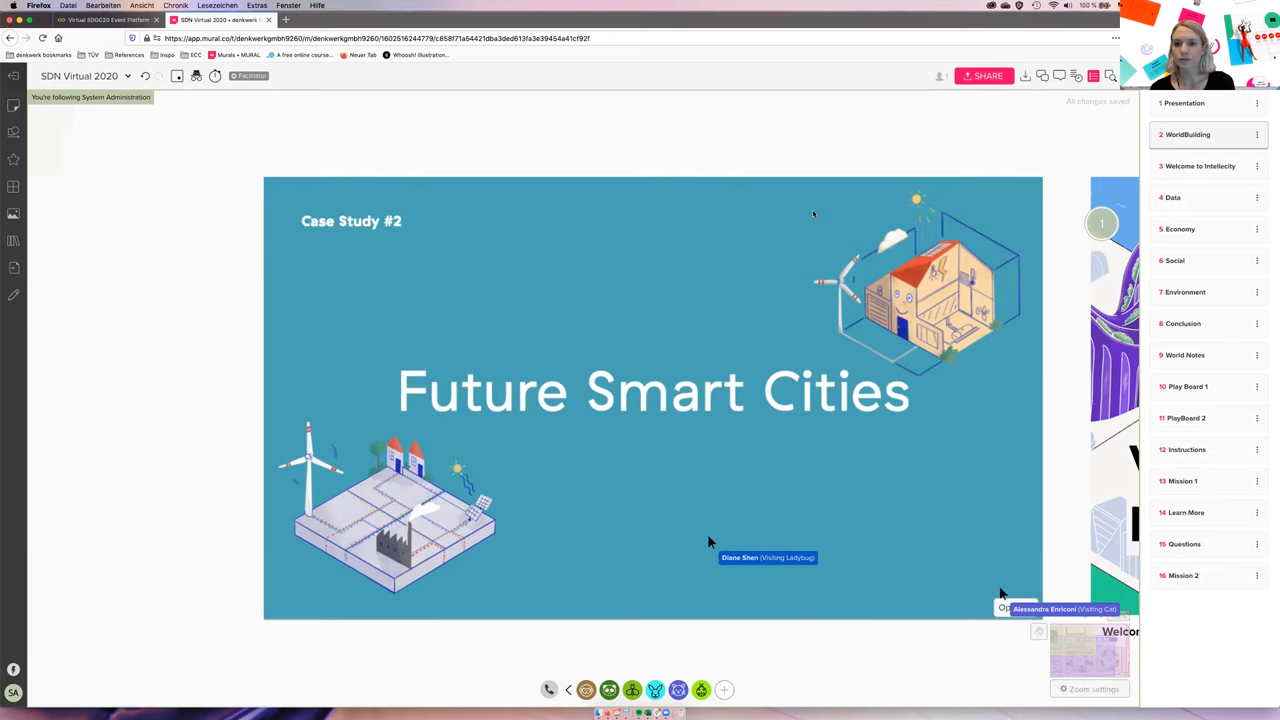 Firefox Datei Bearbeiten Ansicht Chronik Lesezeichen Extras Fenster Hilfe
100 %
Virtual SDGC20 Event Platform
SDN Virtual 2020 • denkwerk
https://app.mural.co/t/denkwerkgmbh9260/m/denkwerkgmbh9260/1602516244779/c858f71a54421dba3ded613fa3e39454a41cf92f
denkwerk bookmarks TÜV References Inspo ECC Murals • MURAL A free online course... Neuer Tab Whoosh! Illustration...
SDN Virtual 2020
Facilitator
1
SHARE
You're following System Administration
All changes saved
1 Presentation
2 WorldBuilding
3 Welcome to Intellecity
4 Data
5 Economy
6 Social
7 Environment
8 Conclusion
9 World Notes
10 Play Board 1
11 PlayBoard 2
12 Instructions
13 Mission 1
14 Learn More
15 Questions
16 Mission 2
Case Study #2
1
Future Smart Cities
Diane Shen (Visiting Ladybug)
Op
Alessandra Enriconi (Visiting Cat)
Welcor
Zoom settings
SA